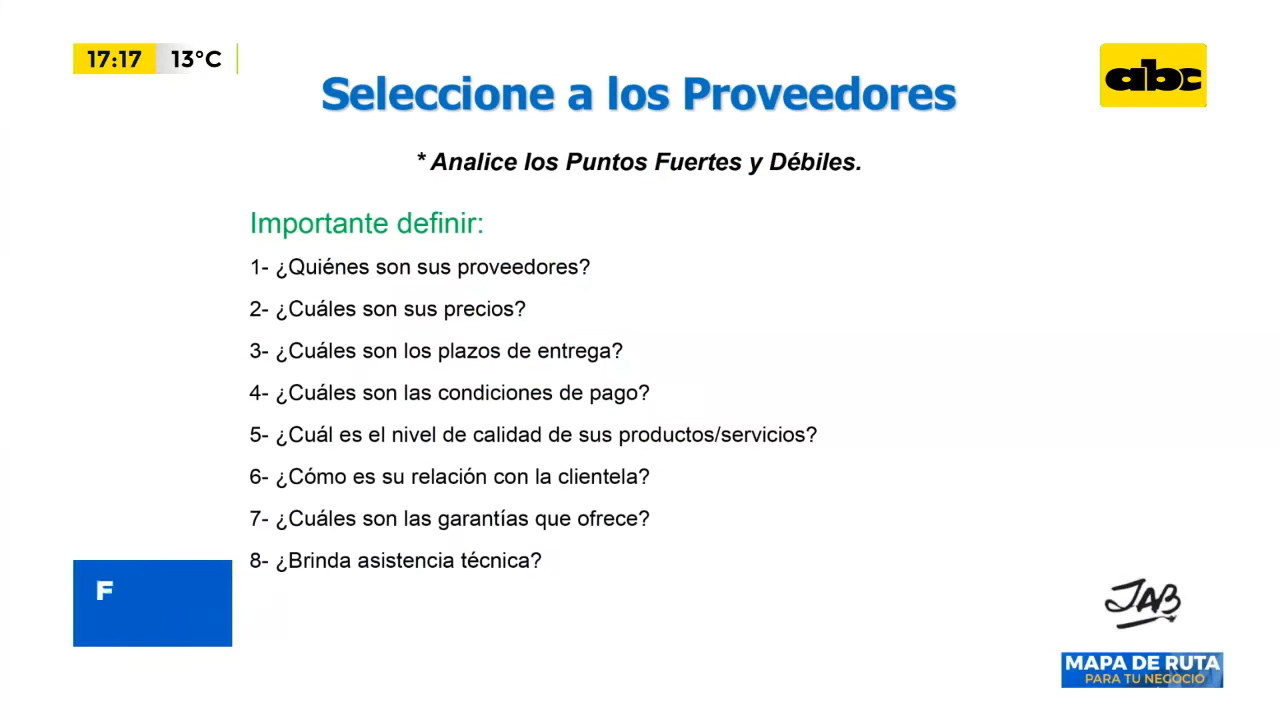 17:17 13°C
abc
Seleccione a los Proveedores
* Analice los Puntos Fuertes y Débiles.
Importante definir:
1- ¿Quiénes son sus proveedores?
2- ¿Cuáles son sus precios?
3- ¿Cuáles son los plazos de entrega?
4- ¿Cuáles son las condiciones de pago?
5- ¿Cuál es el nivel de calidad de sus productos/servicios?
6- ¿Cómo es su relación con la clientela?
7- ¿Cuáles son las garantías que ofrece?
8- ¿Brinda asistencia técnica?
F
JAB
MAPA DE RUTA
PARA TU NEGOCIO